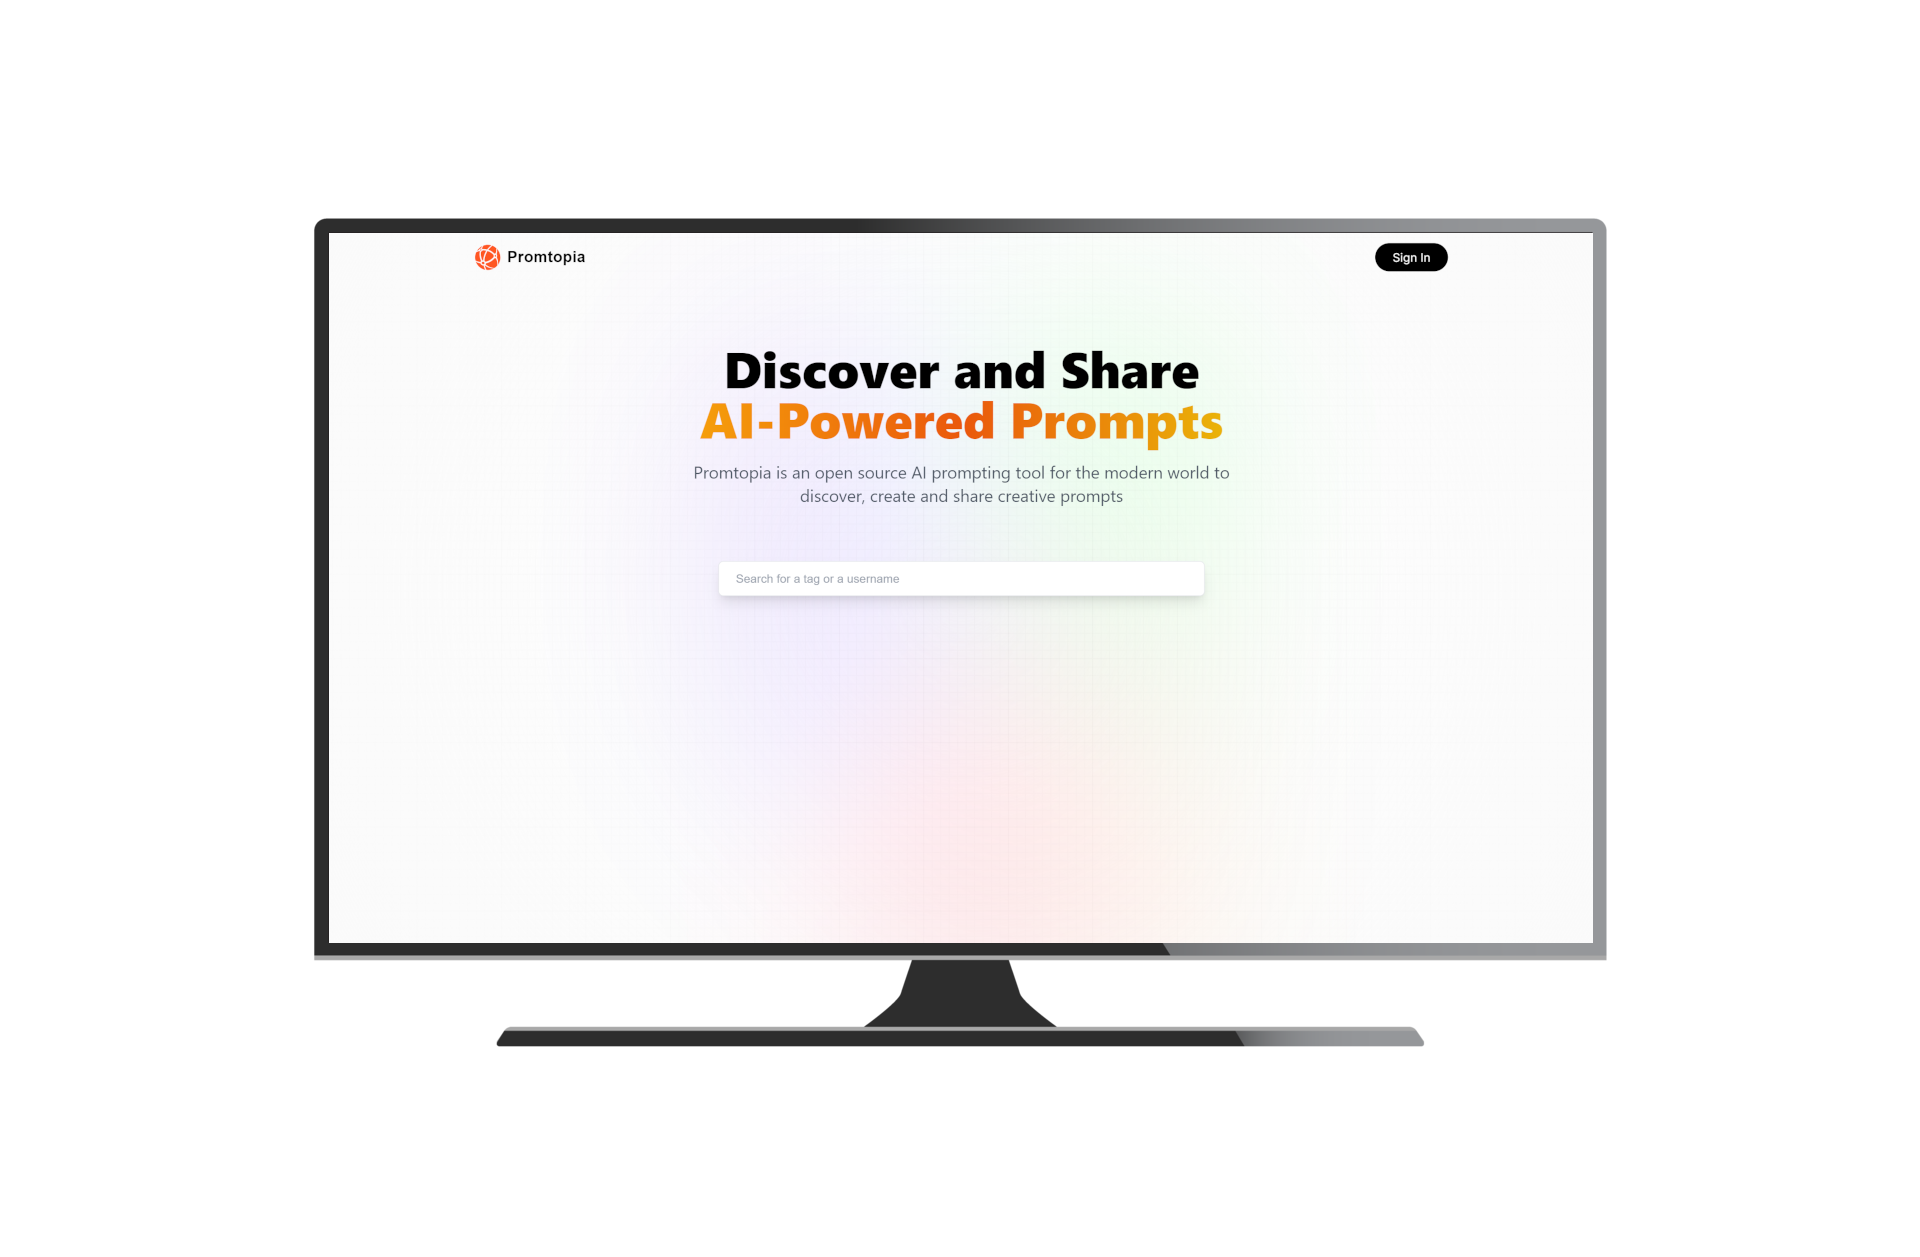 Promtopia
Sign In
Discover and Share
AI-Powered Prompts
Promtopia is an open source AI prompting tool for the modern world to
discover, create and share creative prompts
Search for a tag or a username